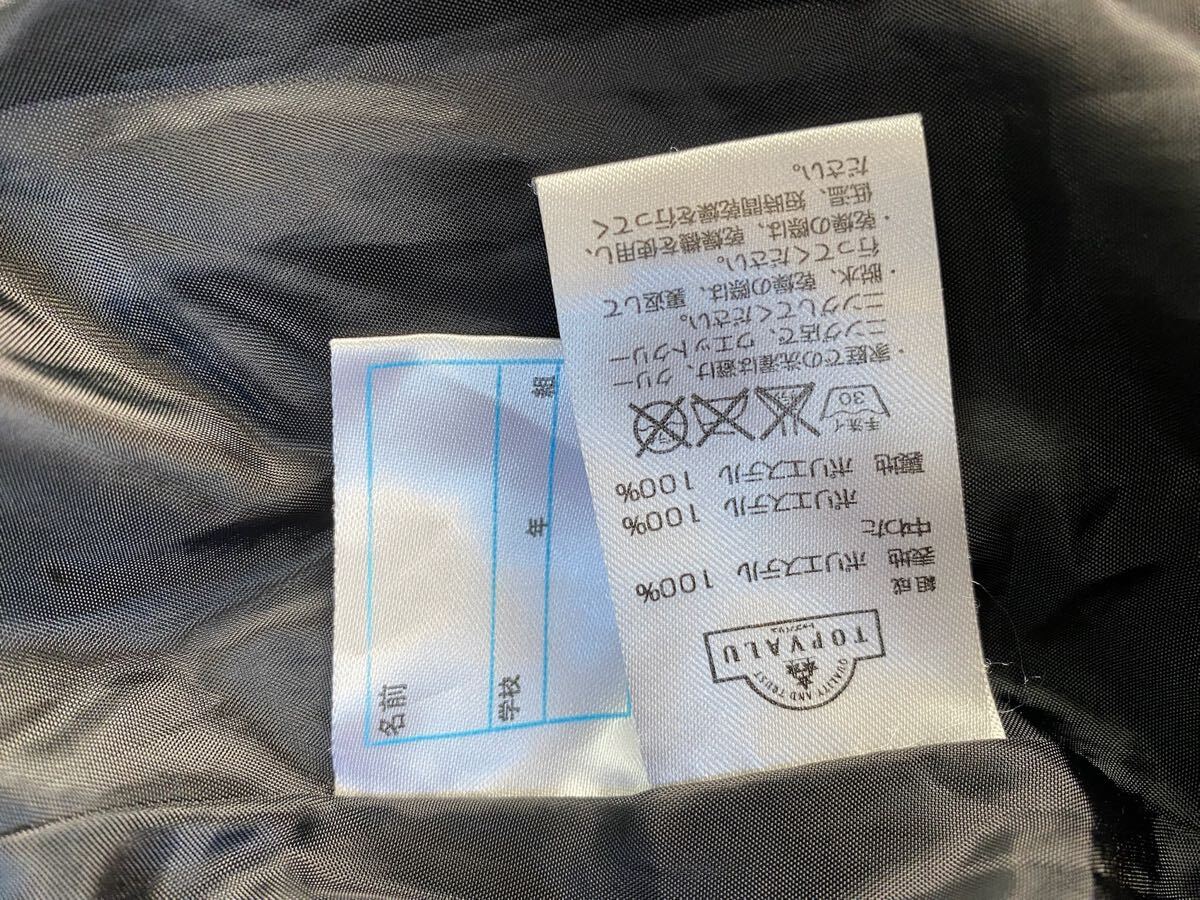 QUALITY AND TRUST
TOPVALU
トップバリュ
組成
表地 ポリエステル 100%
中わた
ポリエステル 100%
裏地 ポリエステル 100%
手洗イ
30
・家庭での洗濯は避け、クリー
ニング店で、ウエットクリー
ニングしてください。
・脱水、乾燥の際は、裏返して
行ってください。
・乾燥の際は、乾燥機を使用し、
低温、短時間乾燥を行ってく
ださい。
名前
学校
年
組